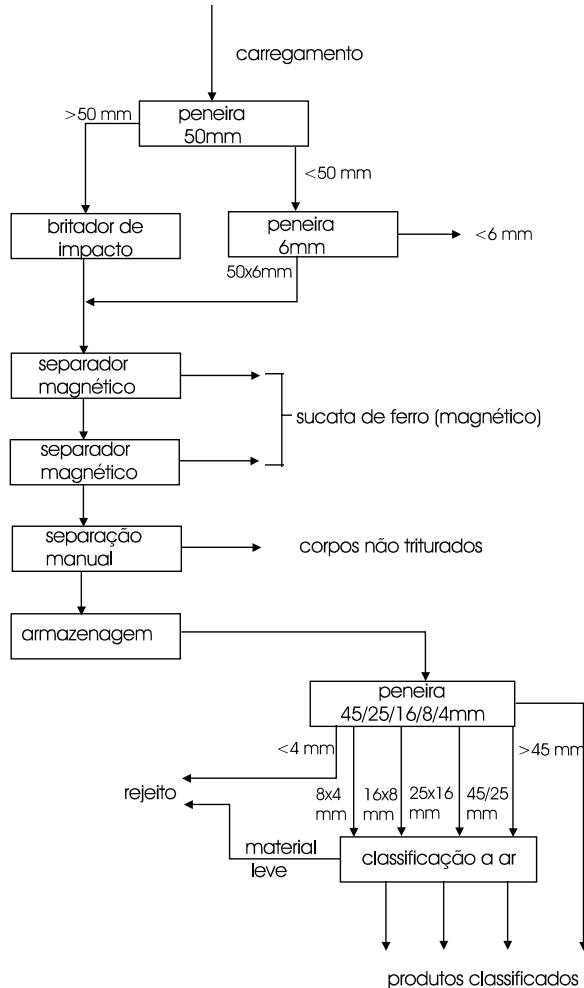 carregamento
>50 mm
peneira
50mm
<50 mm
britador de
impacto
peneira
6mm
<6 mm
50x6mm
separador
magnético
sucata de ferro (magnético)
separador
magnético
separação
manual
corpos não triturados
armazenagem
peneira
45/25/16/8/4mm
<4 mm
>45 mm
rejeito
8x4
mm
16x8
mm
25x16
mm
45/25
mm
material
leve
classificação a ar
produtos classificados